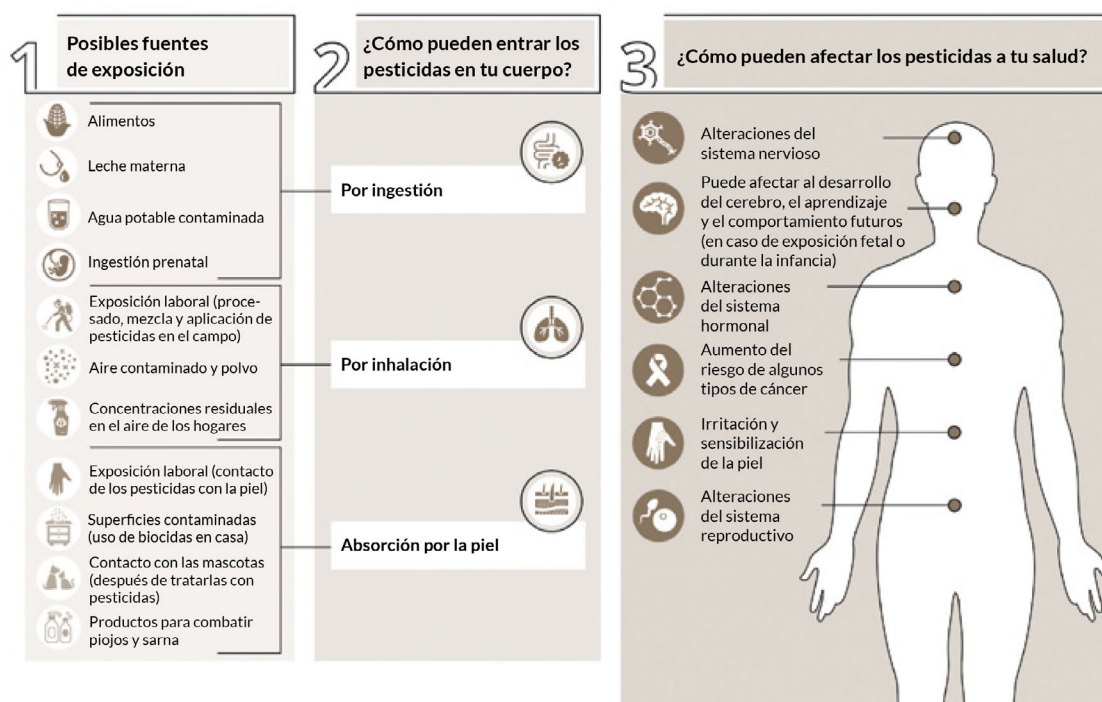 1
Posibles fuentes
de exposición
Alimentos
Leche materna
Agua potable contaminada
Ingestión prenatal
Exposición laboral (proce-
sado, mezcla y aplicación de
pesticidas en el campo)
Aire contaminado y polvo
Concentraciones residuales
en el aire de los hogares
Exposición laboral (contacto
de los pesticidas con la piel)
Superficies contaminadas
(uso de biocidas en casa)
Contacto con las mascotas
(después de tratarlas con
pesticidas)
Productos para combatir
piojos y sarna
2
¿Cómo pueden entrar los
pesticidas en tu cuerpo?
Por ingestión
Por inhalación
Absorción por la piel
3
¿Cómo pueden afectar los pesticidas a tu salud?
Alteraciones del
sistema nervioso
Puede afectar al desarrollo
del cerebro, el aprendizaje
y el comportamiento futuros
(en caso de exposición fetal o
durante la infancia)
Alteraciones
del sistema
hormonal
Aumento del
riesgo de algunos
tipos de cáncer
Irritación y
sensibilización
de la piel
Alteraciones
del sistema
reproductivo